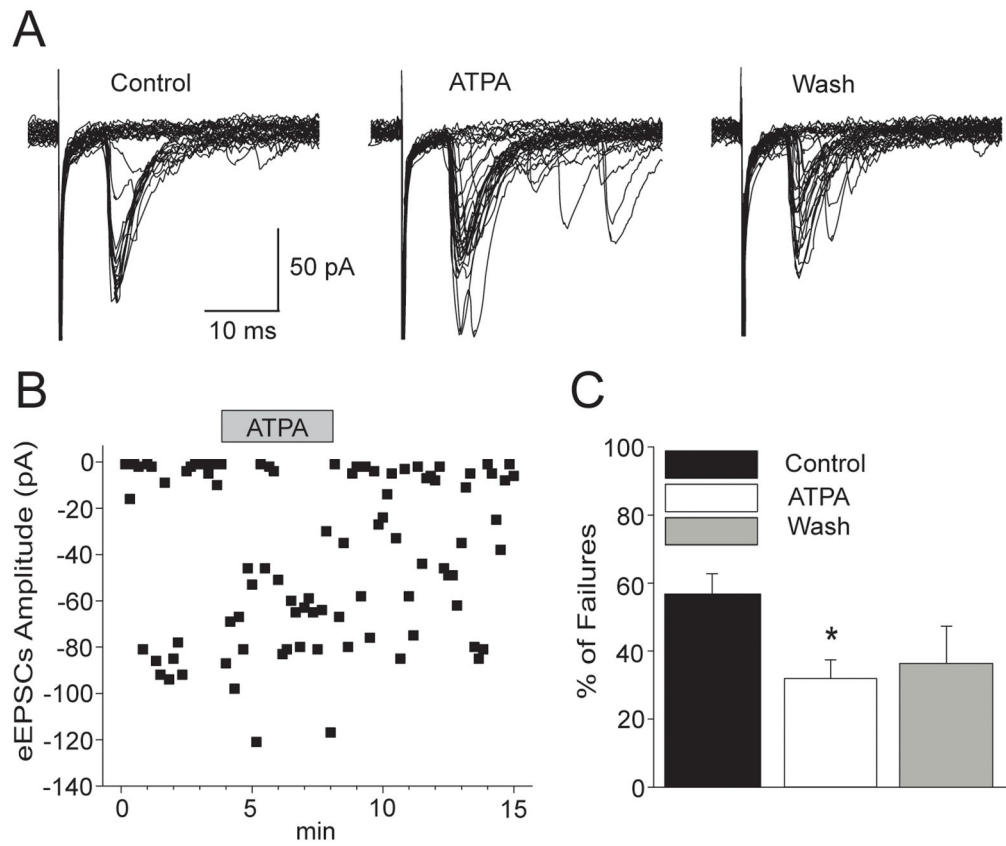 A
Control
ATPA
Wash
50 pA
10 ms
B
ATPA
eEPSCs Amplitude (pA)
0
-20
-40
-60
-80
-100
-120
-140
0 5 10 15
min
C
% of Failures
100
80
60
40
20
0
Control
ATPA
Wash
*